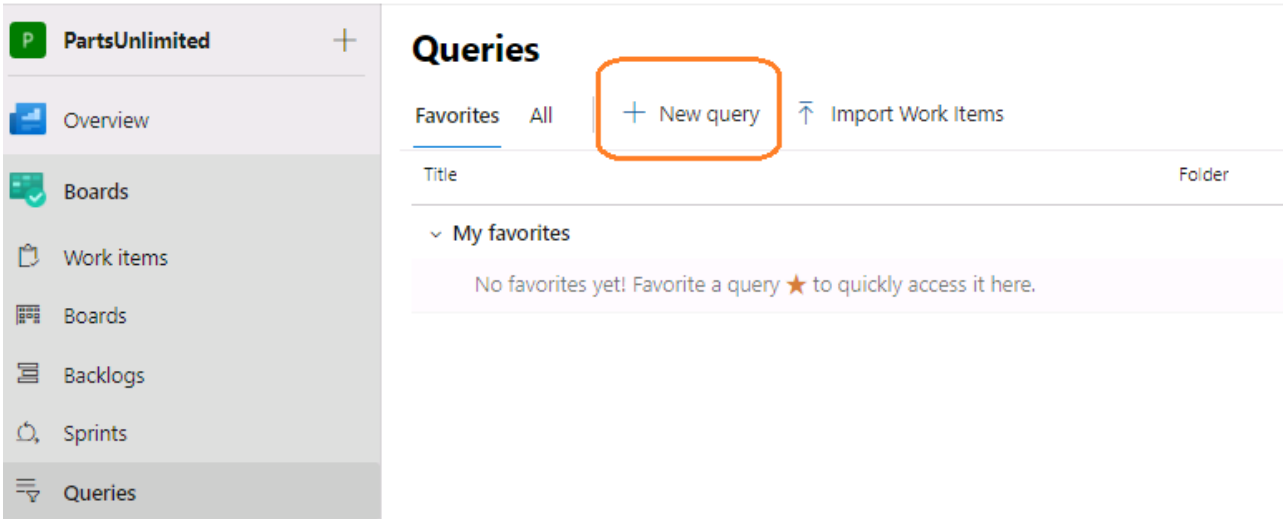 P PartsUnlimited
Overview
Boards
Work items
Boards
Backlogs
Sprints
Queries
Queries
Favorites All New query Import Work Items
Title Folder
My favorites
No favorites yet! Favorite a query ★ to quickly access it here.